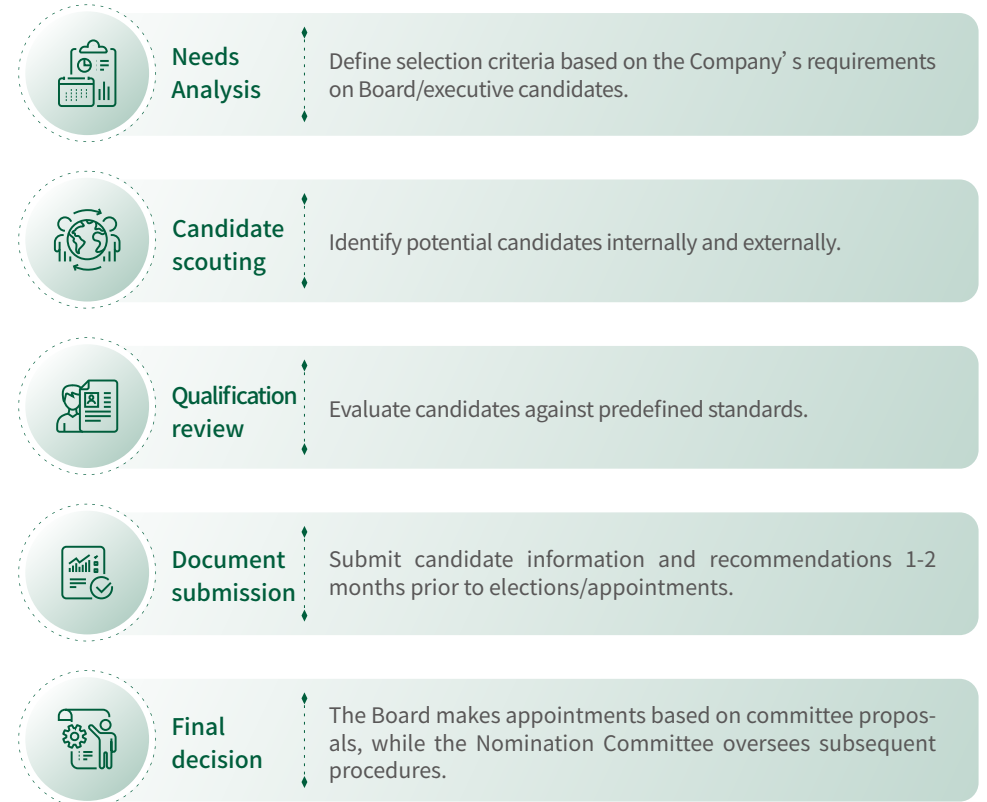 Needs
Analysis
Define selection criteria based on the Company’ s requirements
on Board/executive candidates.
Candidate
scouting
Identify potential candidates internally and externally.
Qualification
review
Evaluate candidates against predefined standards.
Document
submission
Submit candidate information and recommendations 1-2
months prior to elections/appointments.
Final
decision
The Board makes appointments based on committee propos-
als, while the Nomination Committee oversees subsequent
procedures.